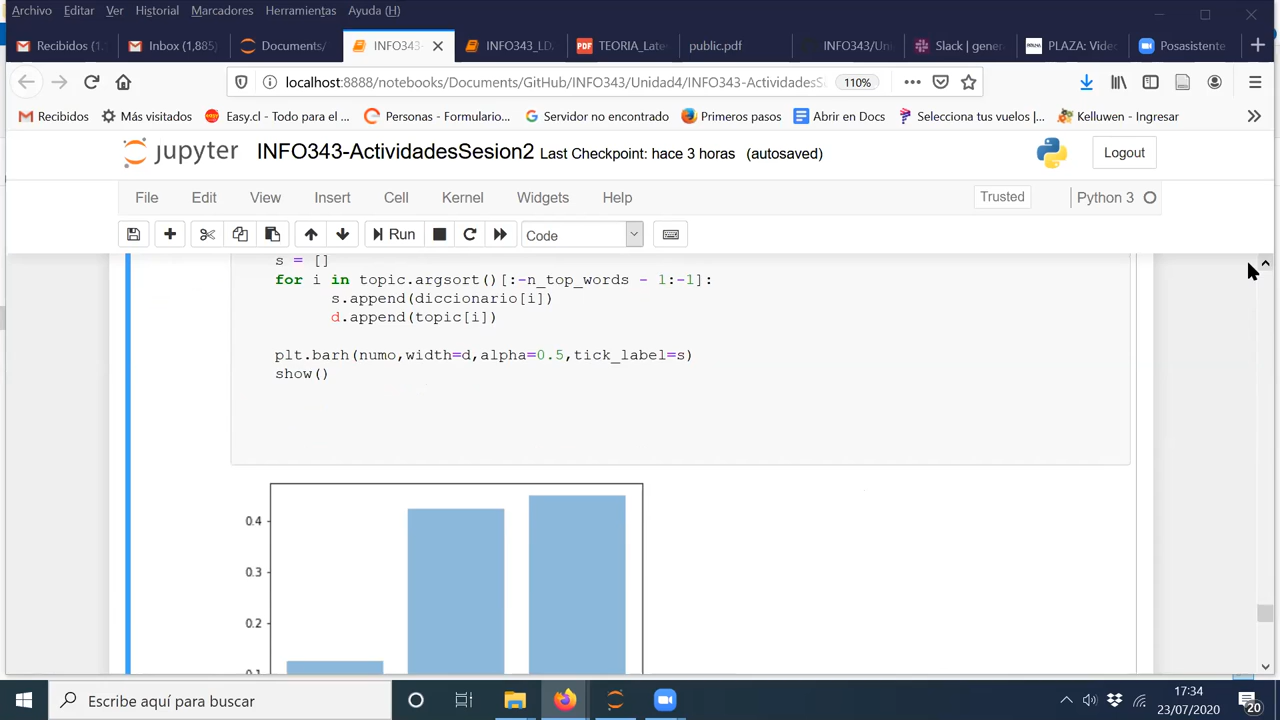 Archivo Editar Ver Historial Marcadores Herramientas Ayuda (H)
Recibidos (1. Inbox (1,885) Documents/ INFO343- INFO343_LD. TEORIA_Late public.pdf INFO343/Uni Slack | gener PLAZA: Vide Posasistente
localhost:8888/notebooks/Documents/GitHub/INFO343/Unidad4/INFO343-ActividadesSe 110%
Recibidos Más visitados Easy.cl - Todo para el ... Personas - Formulario... Servidor no encontrado Primeros pasos Abrir en Docs Selecciona tus vuelos |... Kelluwen - Ingresar
jupyter INFO343-ActividadesSesion2 Last Checkpoint: hace 3 horas (autosaved) Logout
File Edit View Insert Cell Kernel Widgets Help Trusted Python 3
Run Code
s = []
for i in topic.argsort()[:-n_top_words - 1:-1]:
s.append(diccionario[i])
d.append(topic[i])
plt.barh(numo,width=d,alpha=0.5,tick_label=s)
show()
0.4
0.3
0.2
0.1
Escribe aquí para buscar
17:34
23/07/2020
20